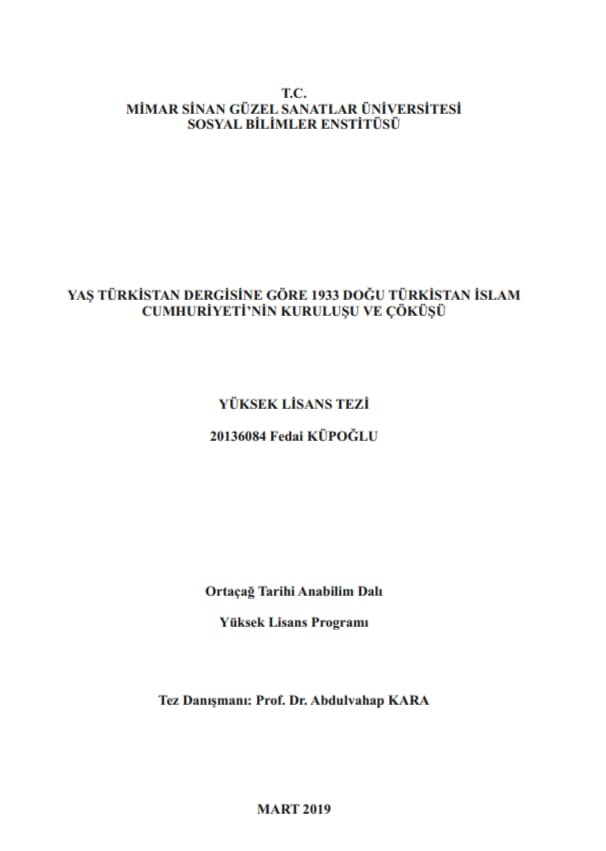 T.C.
MİMAR SİNAN GÜZEL SANATLAR ÜNİVERSİTESİ
SOSYAL BİLİMLER ENSTİTÜSÜ
YAŞ TÜRKİSTAN DERGİSİNE GÖRE 1933 DOĞU TÜRKİSTAN İSLAM
CUMHURİYETİ’NİN KURULUŞU VE ÇÖKÜŞÜ
YÜKSEK LİSANS TEZİ
20136084 Fedai KÜPOĞLU
Ortaçağ Tarihi Anabilim Dalı
Yüksek Lisans Programı
Tez Danışmanı: Prof. Dr. Abdulvahap KARA
MART 2019